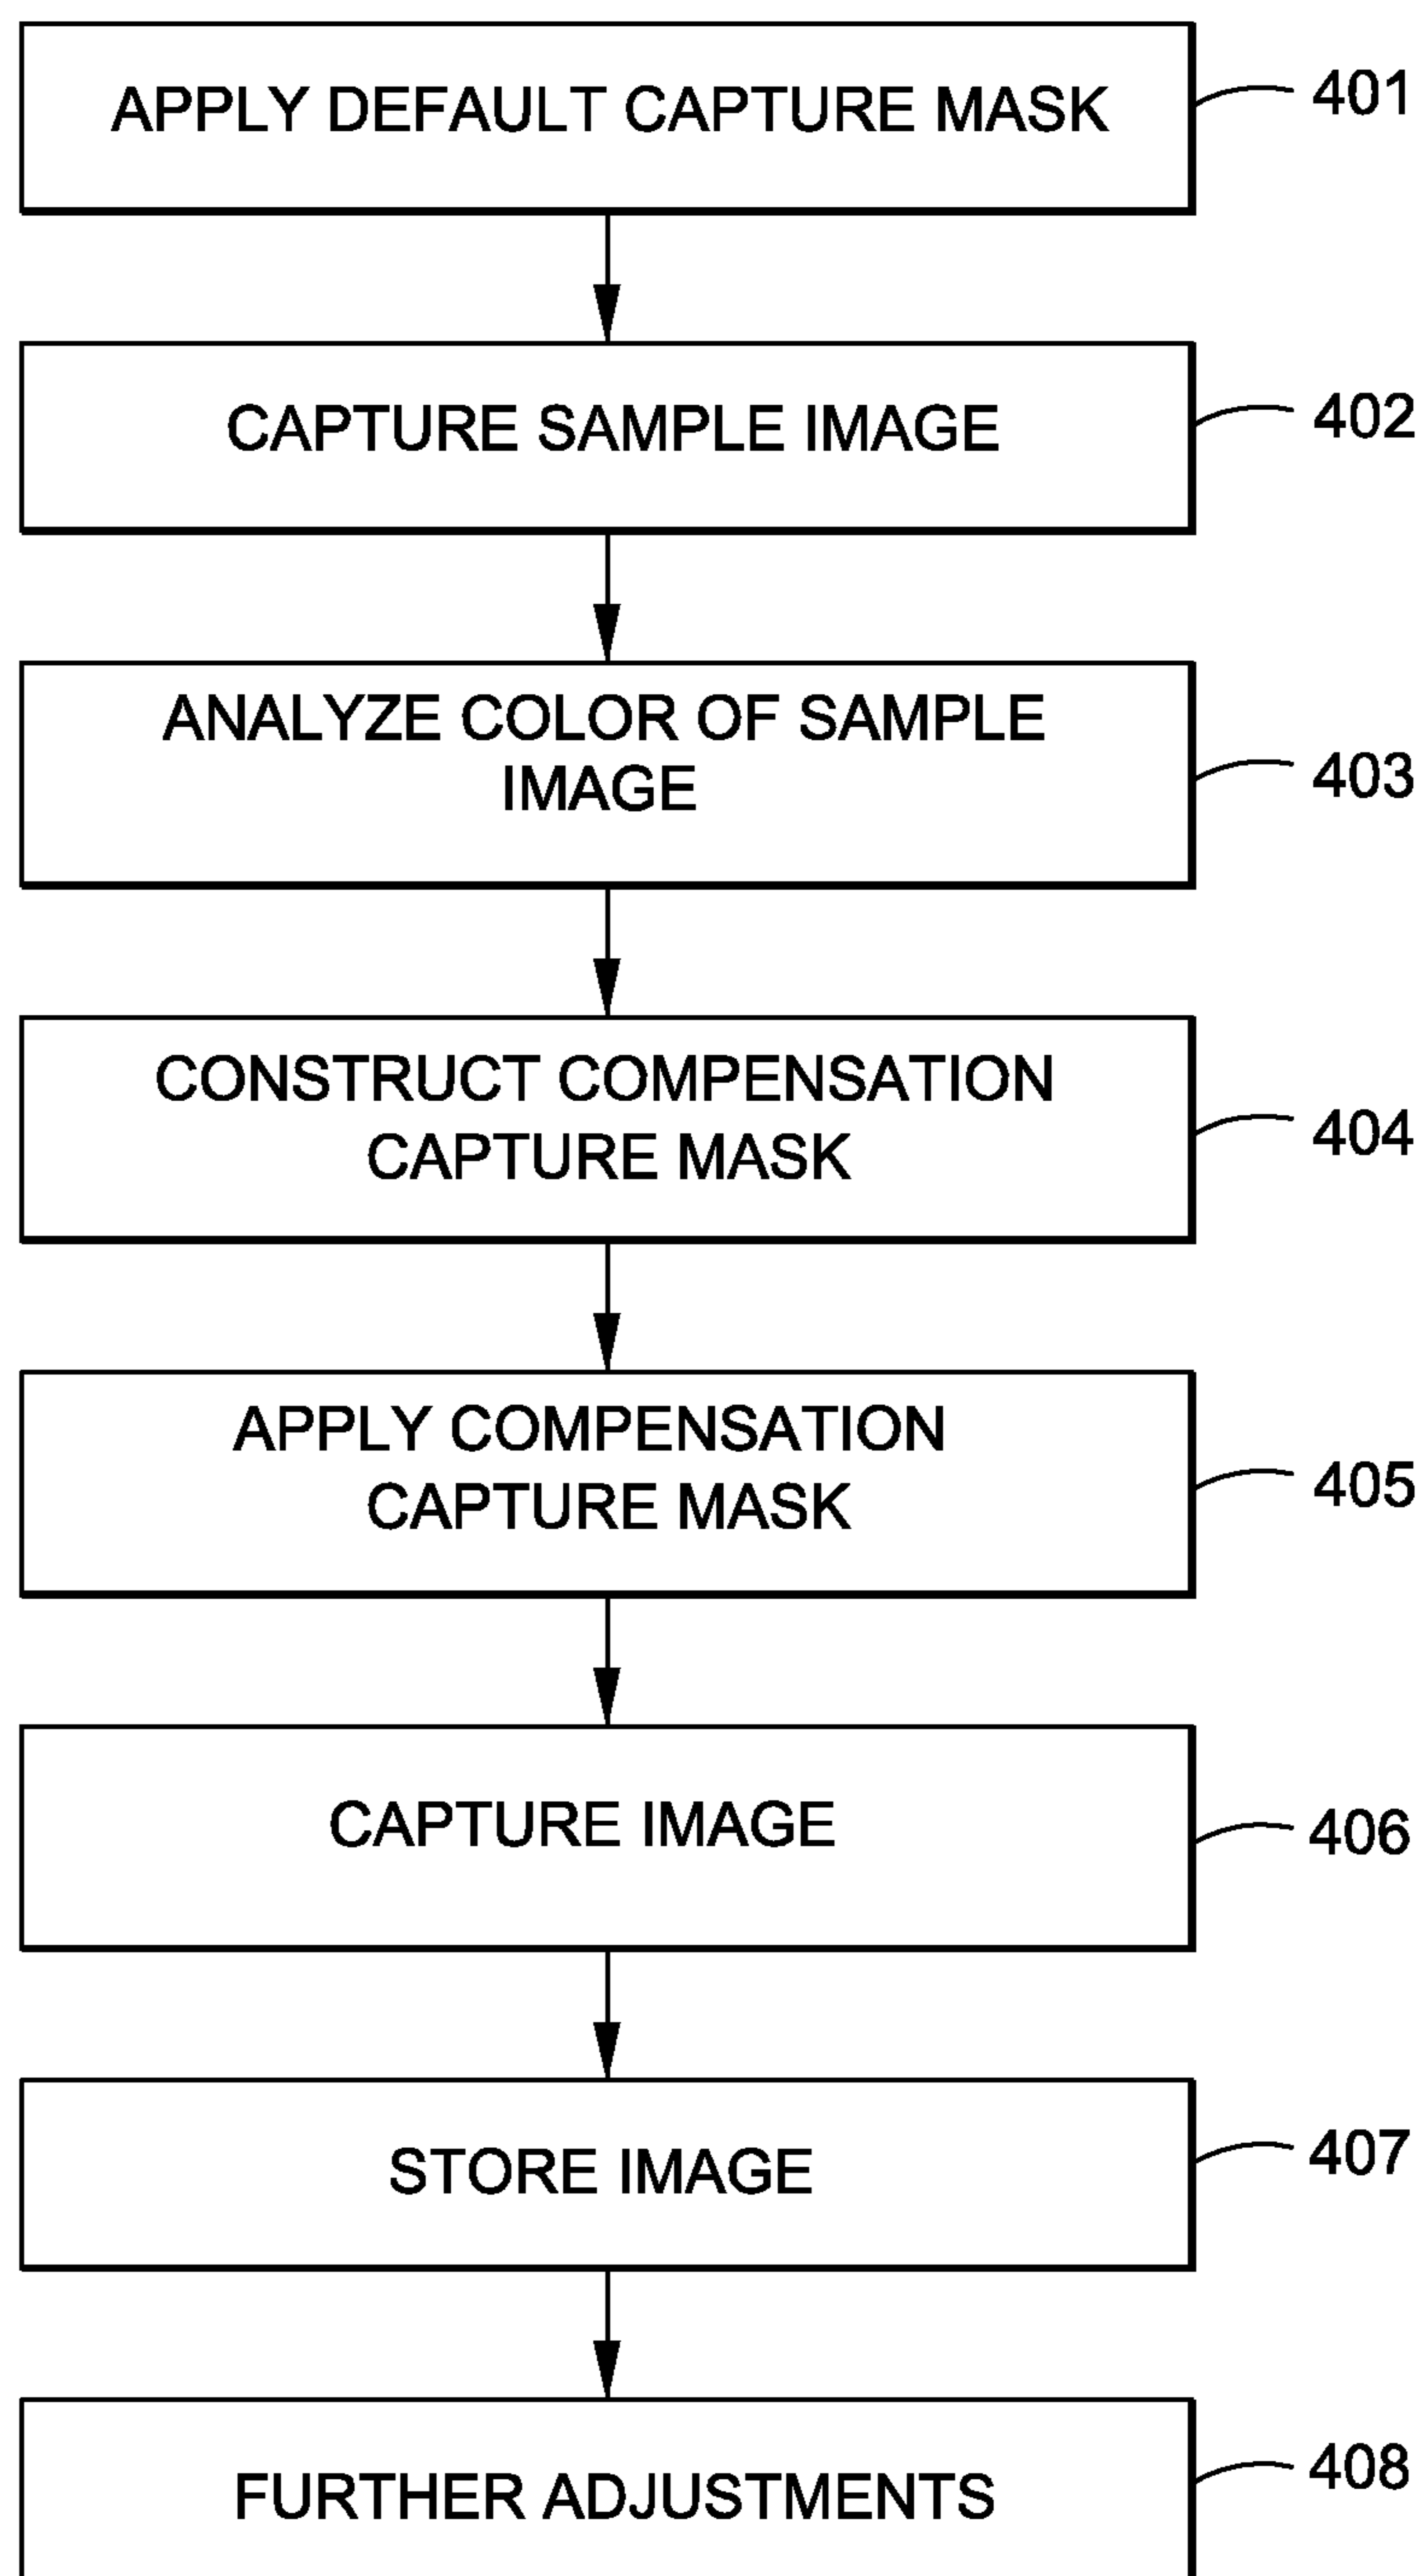 APPLY DEFAULT CAPTURE MASK
401
CAPTURE SAMPLE IMAGE
402
ANALYZE COLOR OF SAMPLE
IMAGE
403
CONSTRUCT COMPENSATION
CAPTURE MASK
404
APPLY COMPENSATION
CAPTURE MASK
405
CAPTURE IMAGE
406
STORE IMAGE
407
FURTHER ADJUSTMENTS
408